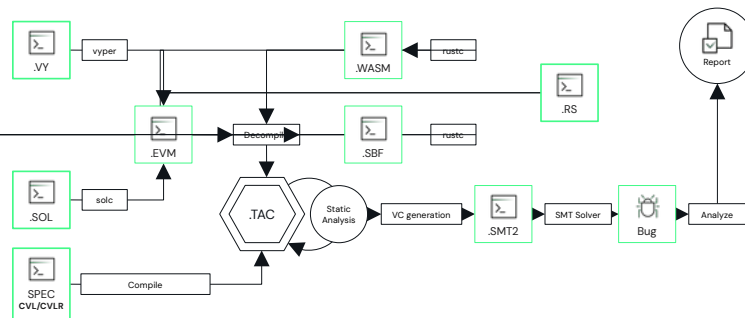 .VY
vyper
.WASM
rustc
Report
.RS
.EVM
Decompile
.SBF
rustc
.SOL
solc
.TAC
Static
Analysis
VC generation
.SMT2
SMT Solver
Bug
Analyze
SPEC
CVL/CVLR
Compile